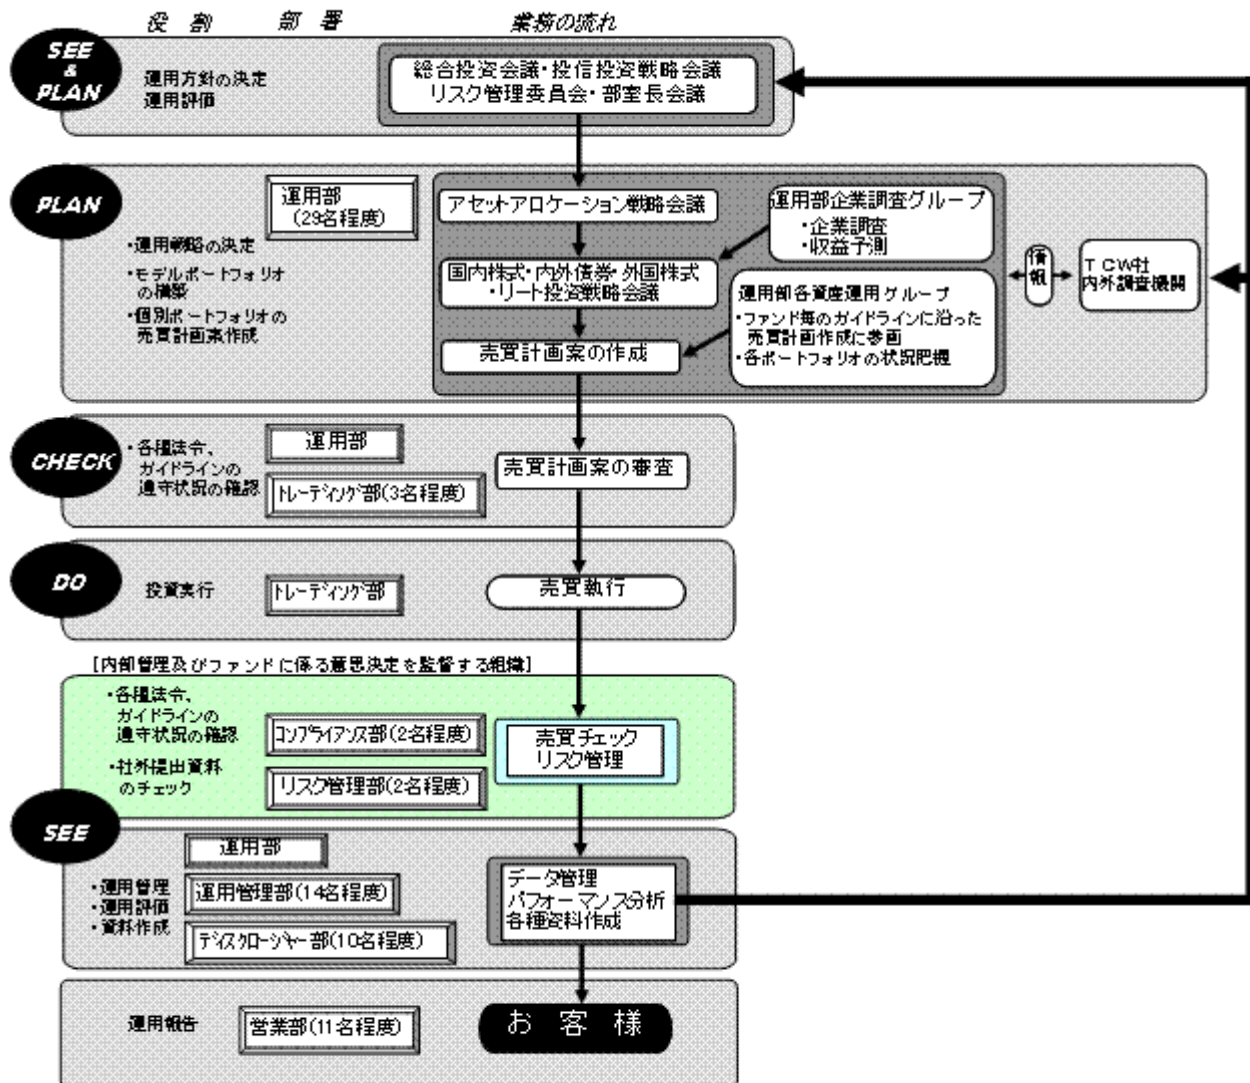 役 割 部 署 業務の流れ
SEE
&
PLAN
運用方針の決定
運用評価
総合投資会議・投信投資戦略会議
リスク管理委員会・部室長会議
PLAN
運用部
(29名程度)
・運用戦略の決定
・モデルポートフォリオ
の構築
・個別ポートフォリオの
売買計画案作成
アセットアロケーション戦略会議
国内株式・内外債券・外国株式
・リート投資戦略会議
売買計画案の作成
運用部企業調査グループ
・企業調査
・収益予測
運用部各資産運用グループ
・ファンド毎のガイドラインに沿った
売買計画作成に参画
・各ポートフォリオの状況把握
情
報
TCW社
内外調査機関
CHECK
・各種法令、
ガイドラインの
遵守状況の確認
運用部
トレーディング部(3名程度)
売買計画案の審査
DO
投資実行
トレーディング部
売買執行
[内部管理及びファンドに係る意思決定を監督する組織]
・各種法令、
ガイドラインの
遵守状況の確認
・社外提出資料
のチェック
コンプライアンス部(2名程度)
リスク管理部(2名程度)
売買チェック
リスク管理
SEE
・運用管理
・運用評価
・資料作成
運用部
運用管理部(14名程度)
ディスクロージャー部(10名程度)
データ管理
パフォーマンス分析
各種資料作成
運用報告
営業部(11名程度)
お 客 様